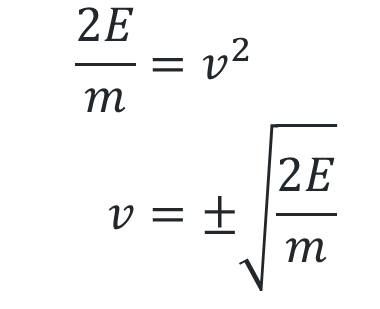 2E/m = v²
v = ±√(2E/m)